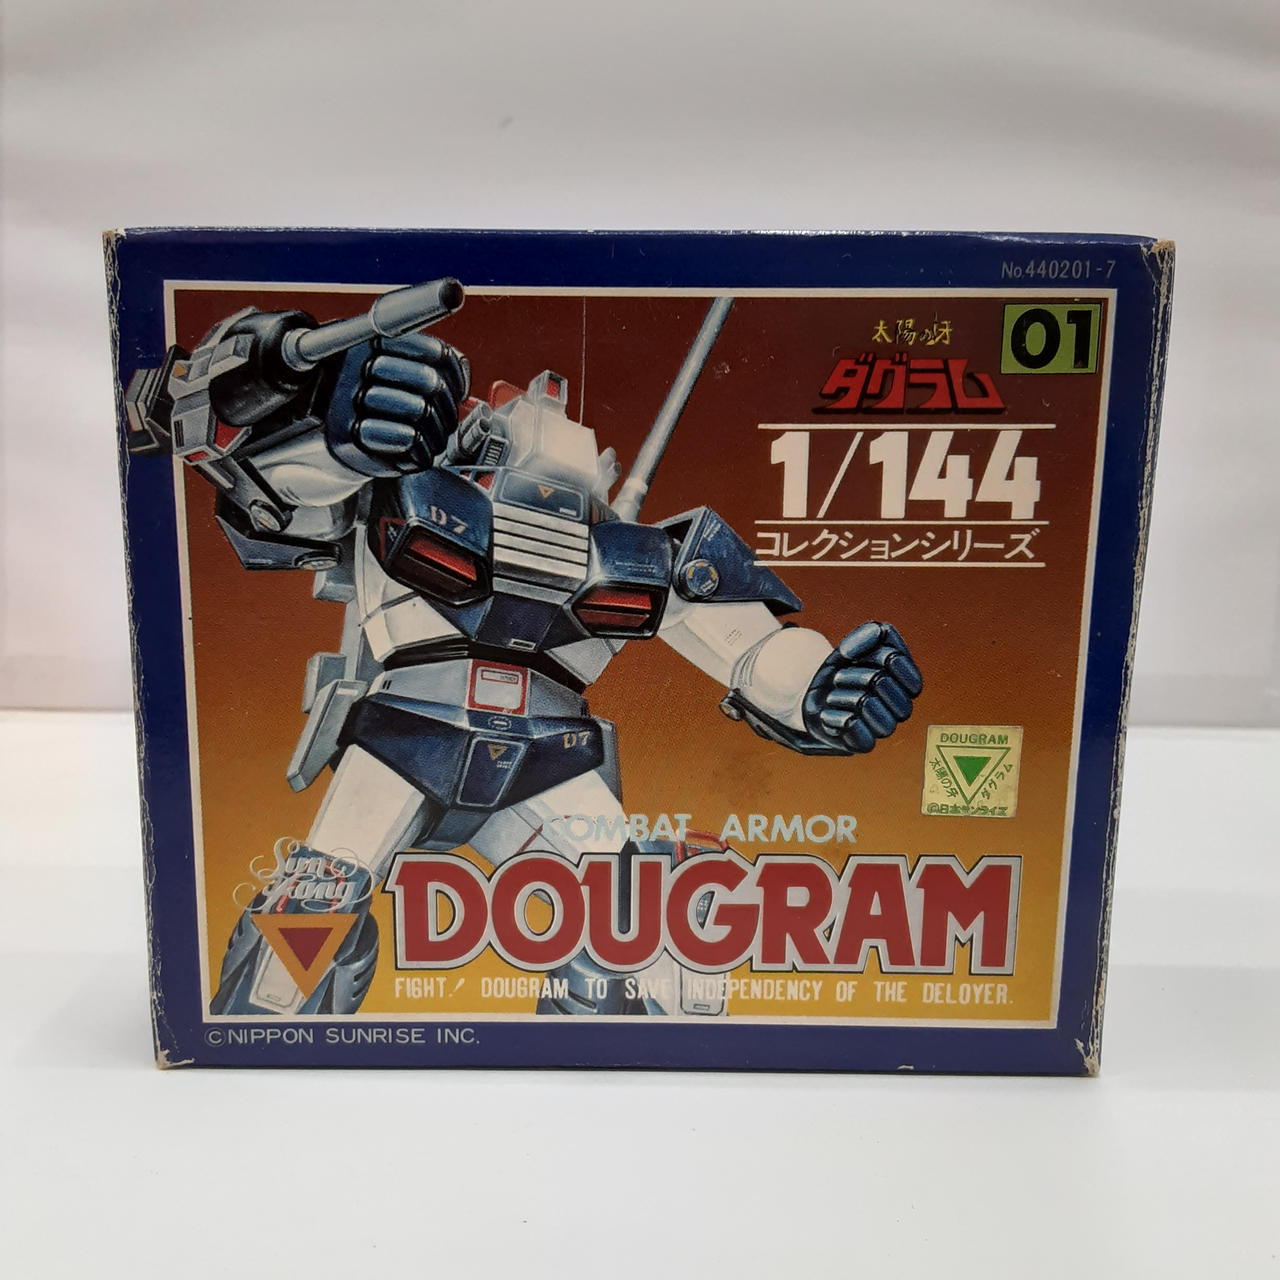 No.440201-7
01
太陽の牙
ダグラム
1/144
コレクションシリーズ
D7
D7
DOUGRAM
太陽の牙
ダグラム
©日本サンライズ
COMBAT ARMOR
Sun Fang
DOUGRAM
FIGHT! DOUGRAM TO SAVE INDEPENDENCY OF THE DELOYER.
©NIPPON SUNRISE INC.